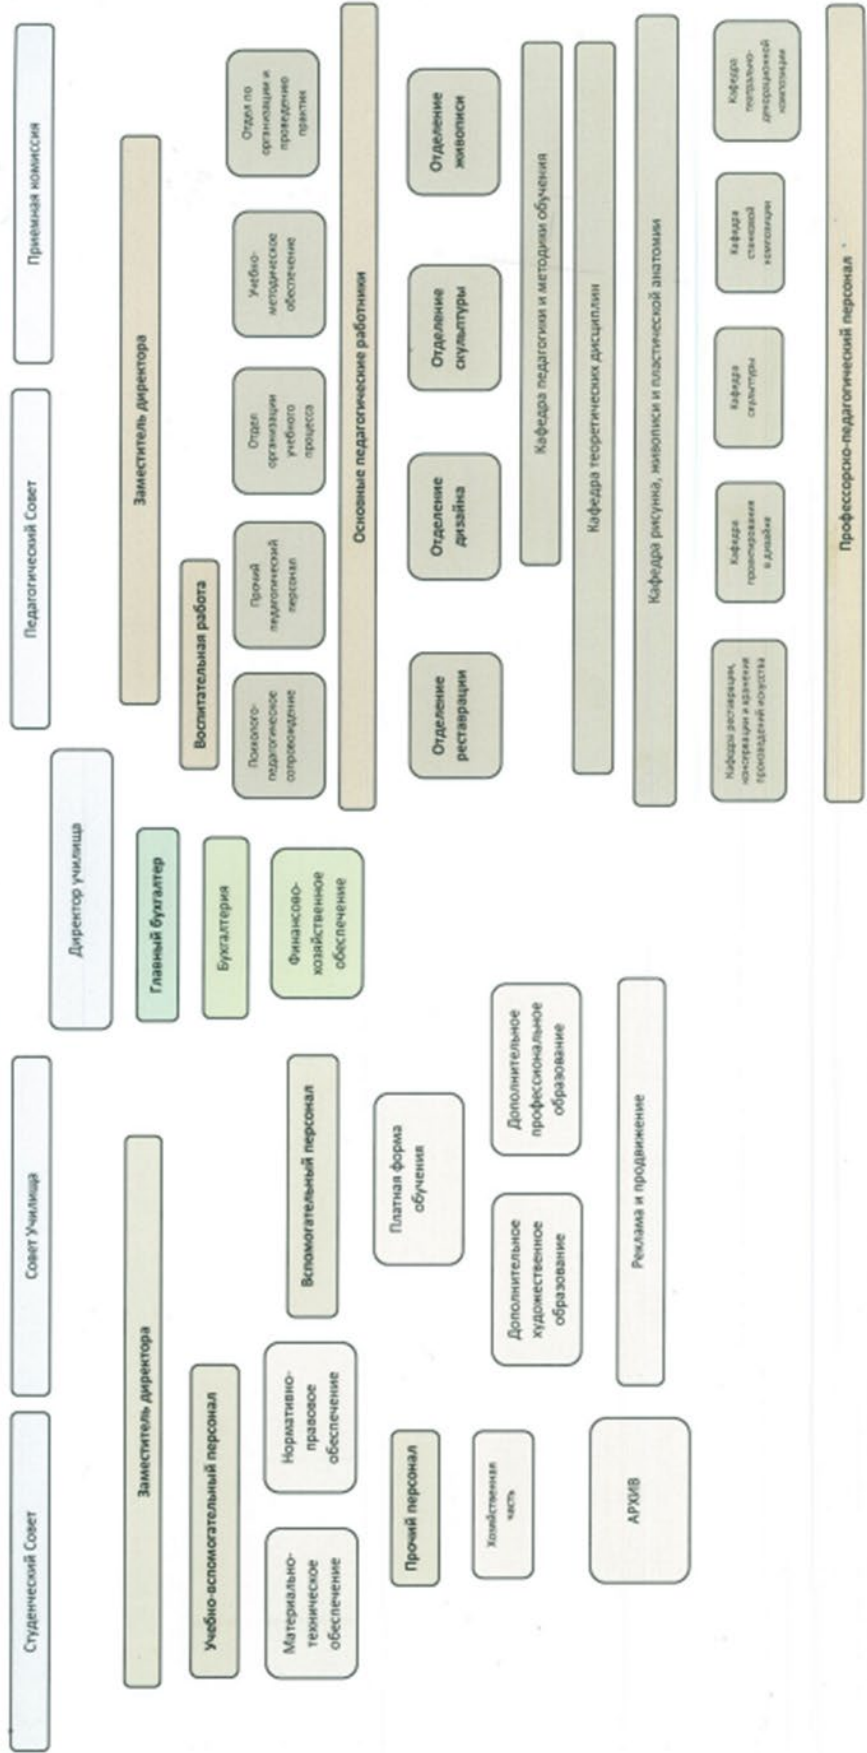 Студенческий Совет
Совет Училища
Педагогический Совет
Приемная комиссия
Директор училища
Заместитель директора
Учебно-вспомогательный персонал
Материально-
техническое
обеспечение
Нормативно-
правовое
обеспечение
Вспомогательный персонал
Прочий персонал
Хозяйственная
часть
АРХИВ
Платная форма
обучения
Дополнительное
художественное
образование
Дополнительное
профессиональное
образование
Реклама и продвижение
Главный бухгалтер
Бухгалтерия
Финансово-
хозяйственное
обеспечение
Заместитель директора
Воспитательная работа
Психолого-
педагогическое
сопровождение
Прочий
педагогический
персонал
Отдел
организации
учебного
процесса
Учебно-
методическое
обеспечение
Отдел по
организации и
проведению
практик
Основные педагогические работники
Отделение
реставрации
Отделение
дизайна
Отделение
скульптуры
Отделение
живописи
Кафедра педагогики и методики обучения
Кафедра теоретических дисциплин
Кафедра рисунка, живописи и пластической анатомии
Кафедра реставрации,
консервации и хранения
произведений искусства
Кафедра
проектирования
в дизайне
Кафедра
скульптуры
Кафедра
станковой
композиции
Кафедра
театрально-
декорационной
композиции
Профессорско-педагогический персонал